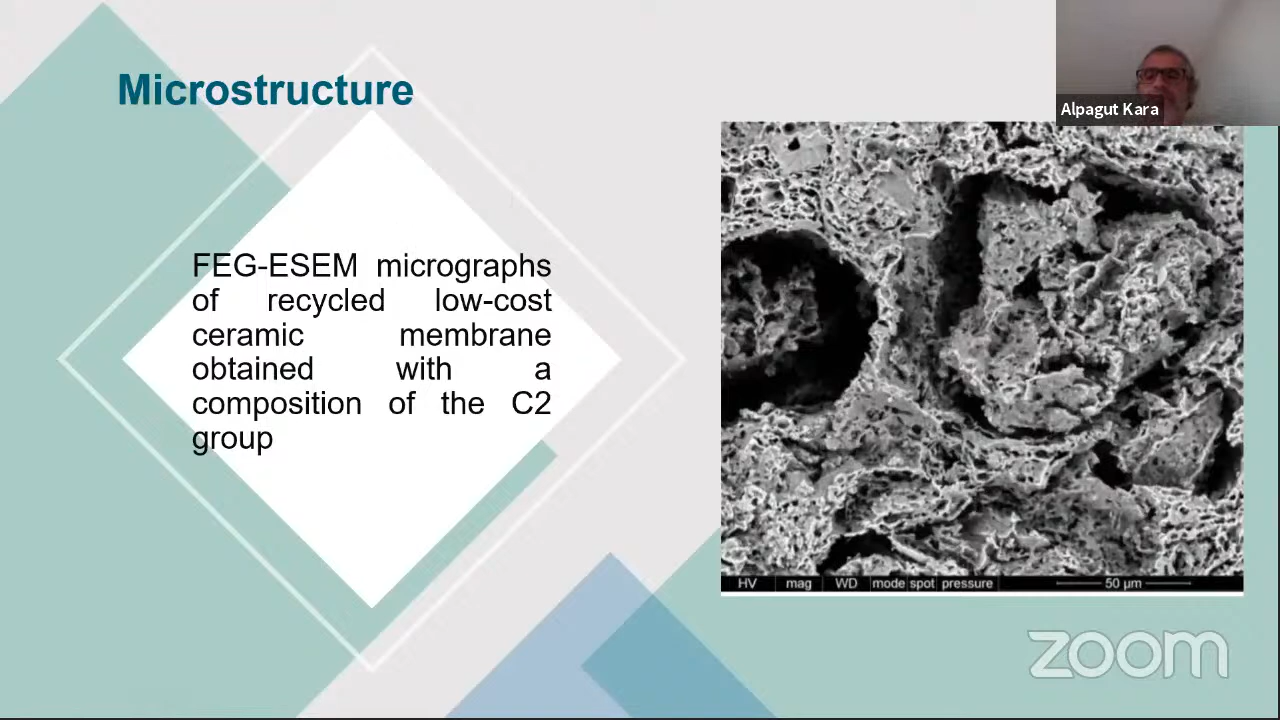 Microstructure
Alpagut Kara
FEG-ESEM micrographs
of recycled low-cost
ceramic membrane
obtained with a
composition of the C2
group
HV mag WD mode spot pressure 50 µm
zoom